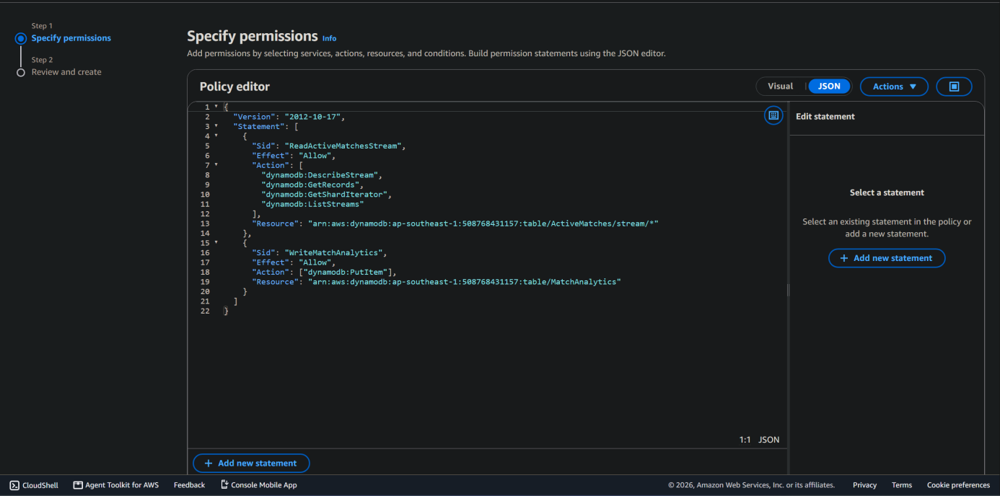 Step 1
Specify permissions
Step 2
Review and create
Specify permissions Info
Add permissions by selecting services, actions, resources, and conditions. Build permission statements using the JSON editor.
Policy editor
Visual JSON Actions
1 {
2 "Version": "2012-10-17",
3 "Statement": [
4 {
5 "Sid": "ReadActiveMatchesStream",
6 "Effect": "Allow",
7 "Action": [
8 "dynamodb:DescribeStream",
9 "dynamodb:GetRecords",
10 "dynamodb:GetShardIterator",
11 "dynamodb:ListStreams"
12 ],
13 "Resource": "arn:aws:dynamodb:ap-southeast-1:508768431157:table/ActiveMatches/stream/*"
14 },
15 {
16 "Sid": "WriteMatchAnalytics",
17 "Effect": "Allow",
18 "Action": ["dynamodb:PutItem"],
19 "Resource": "arn:aws:dynamodb:ap-southeast-1:508768431157:table/MatchAnalytics"
20 }
21 ]
22 }
1:1 JSON
+ Add new statement
Edit statement
Select a statement
Select an existing statement in the policy or
add a new statement.
+ Add new statement
CloudShell Agent Toolkit for AWS Feedback Console Mobile App © 2026, Amazon Web Services, Inc. or its affiliates. Privacy Terms Cookie preferences